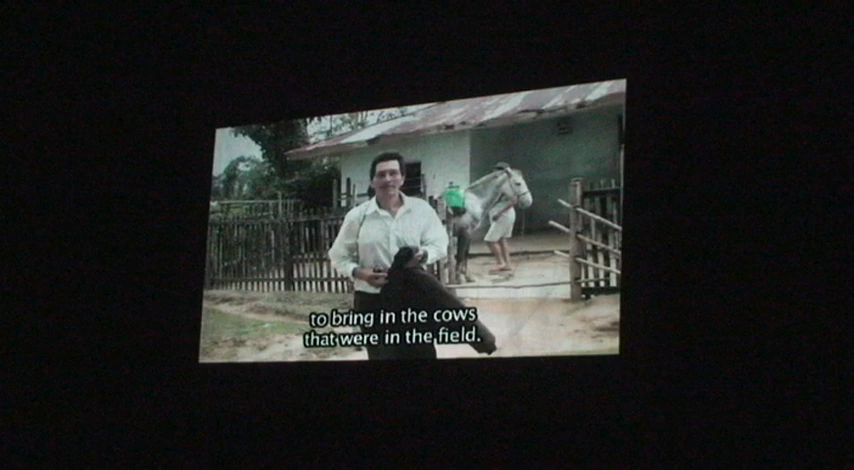 to bring in the cows
that were in the field.